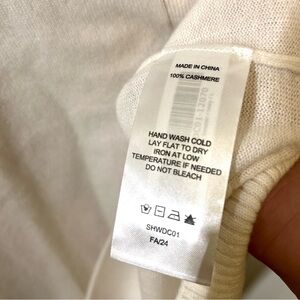 MADE IN CHINA
100% CASHMERE
HAND WASH COLD
LAY FLAT TO DRY
IRON AT LOW
TEMPERATURE IF NEEDED
DO NOT BLEACH
SHWDC01
FA/24